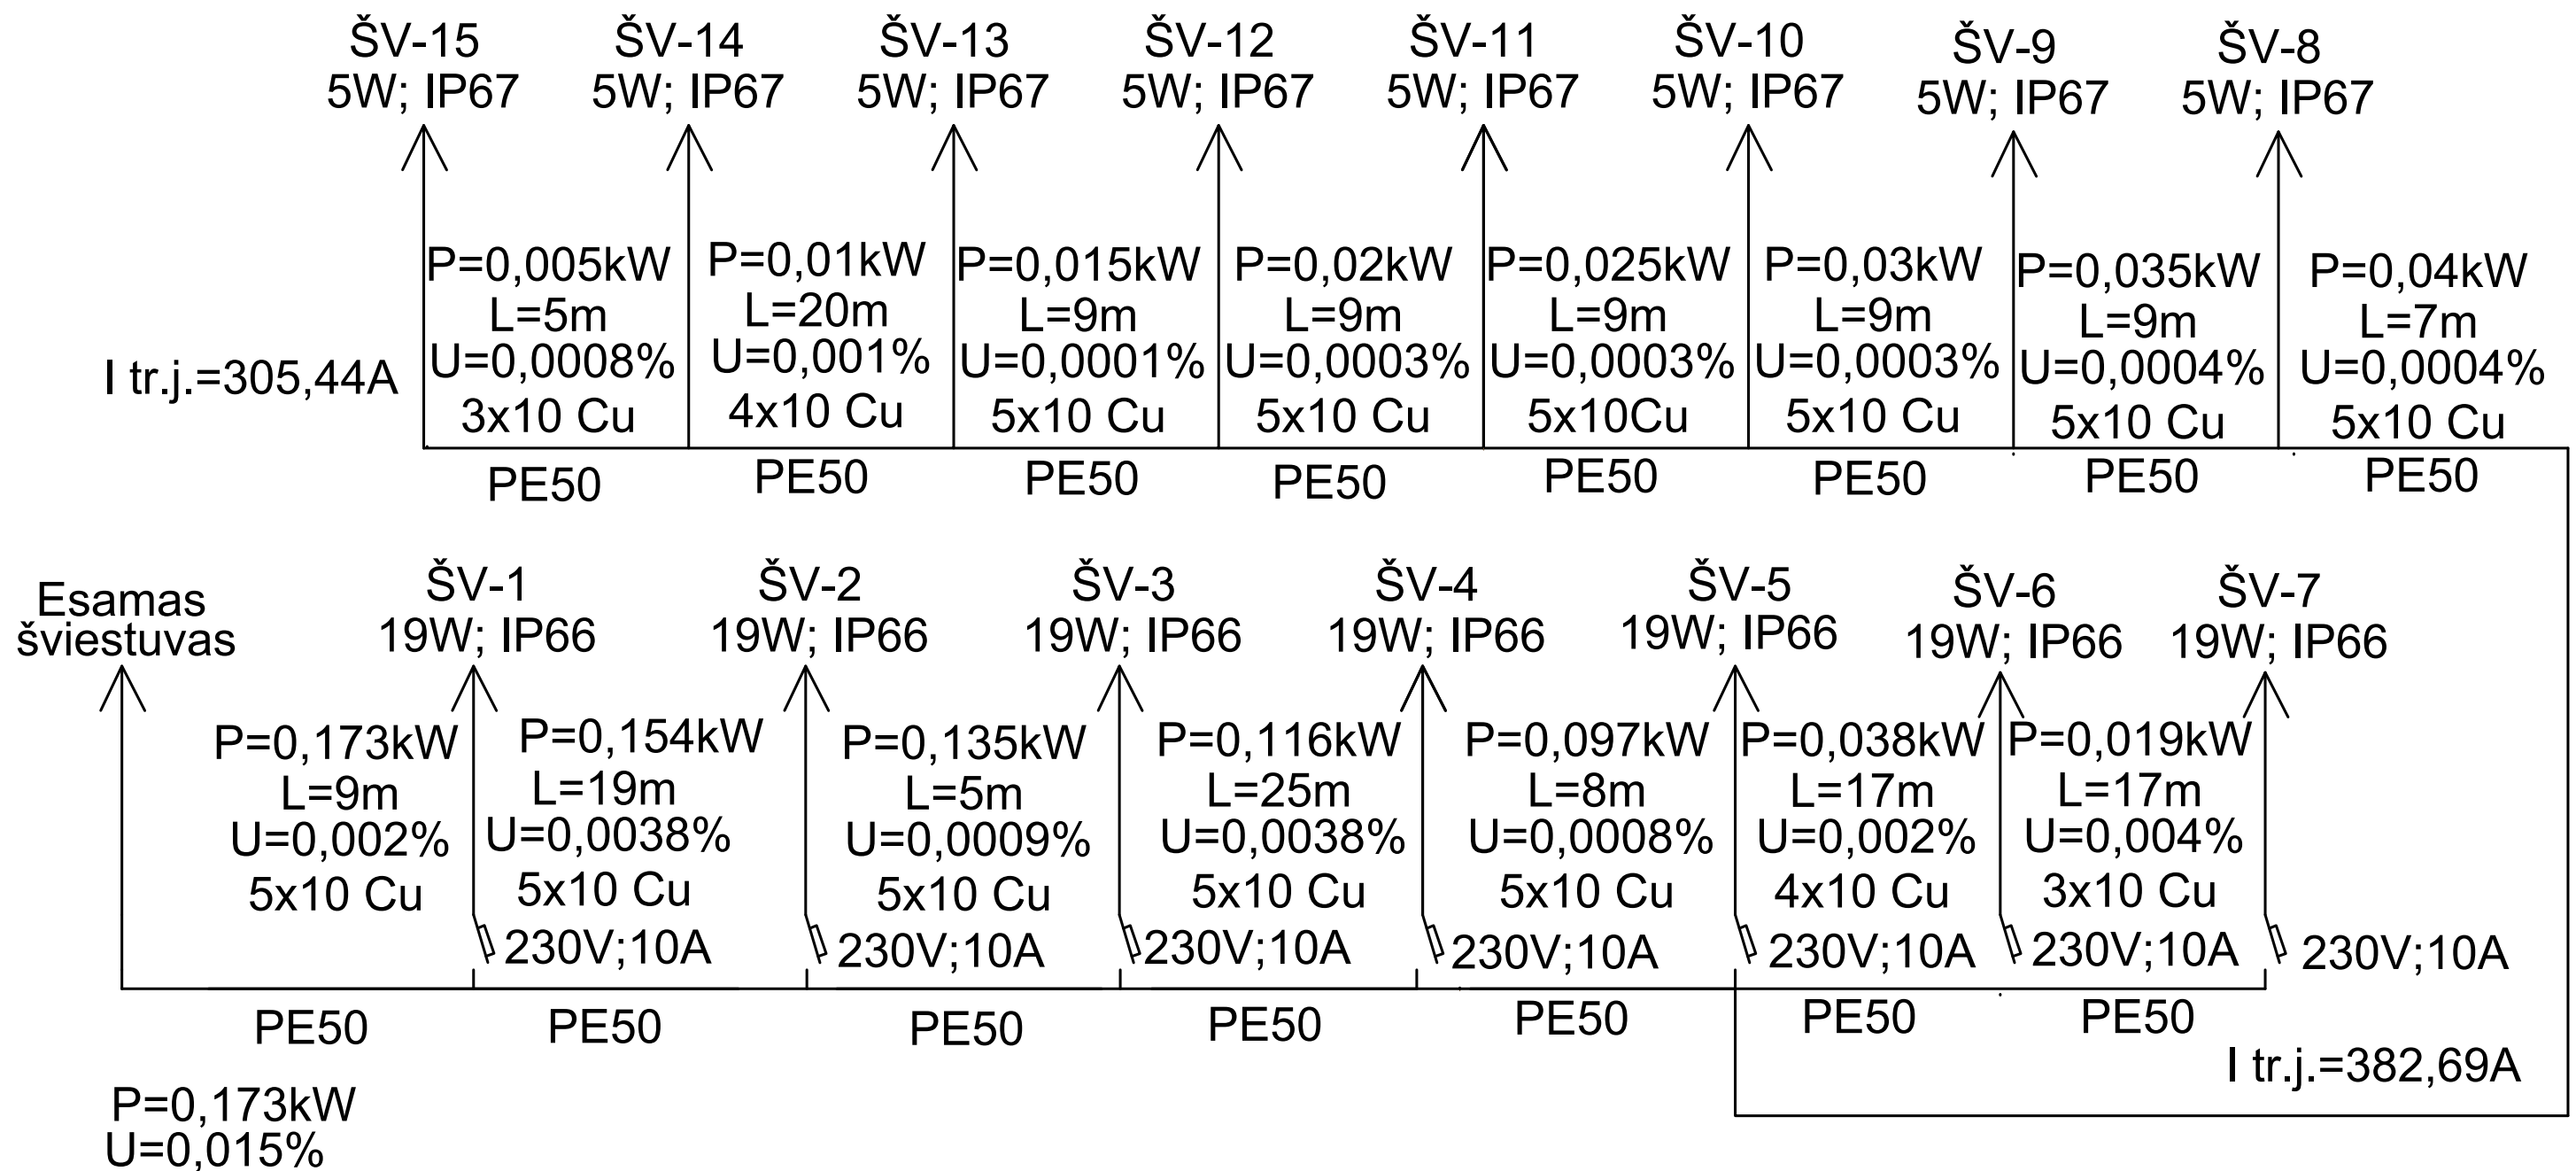 ŠV-15
5W; IP67
ŠV-14
5W; IP67
ŠV-13
5W; IP67
ŠV-12
5W; IP67
ŠV-11
5W; IP67
ŠV-10
5W; IP67
ŠV-9
5W; IP67
ŠV-8
5W; IP67
I tr.j.=305,44A
P=0,005kW
L=5m
U=0,0008%
3x10 Cu
PE50
P=0,01kW
L=20m
U=0,001%
4x10 Cu
PE50
P=0,015kW
L=9m
U=0,0001%
5x10 Cu
PE50
P=0,02kW
L=9m
U=0,0003%
5x10 Cu
PE50
P=0,025kW
L=9m
U=0,0003%
5x10Cu
PE50
P=0,03kW
L=9m
U=0,0003%
5x10 Cu
PE50
P=0,035kW
L=9m
U=0,0004%
5x10 Cu
PE50
P=0,04kW
L=7m
U=0,0004%
5x10 Cu
PE50
Esamas
šviestuvas
ŠV-1
19W; IP66
ŠV-2
19W; IP66
ŠV-3
19W; IP66
ŠV-4
19W; IP66
ŠV-5
19W; IP66
ŠV-6
19W; IP66
ŠV-7
19W; IP66
P=0,173kW
L=9m
U=0,002%
5x10 Cu
PE50
P=0,154kW
L=19m
U=0,0038%
5x10 Cu
230V;10A
PE50
P=0,135kW
L=5m
U=0,0009%
5x10 Cu
230V;10A
PE50
P=0,116kW
L=25m
U=0,0038%
5x10 Cu
230V;10A
PE50
P=0,097kW
L=8m
U=0,0008%
5x10 Cu
230V;10A
PE50
P=0,038kW
L=17m
U=0,002%
4x10 Cu
230V;10A
PE50
P=0,019kW
L=17m
U=0,004%
3x10 Cu
230V;10A
PE50
230V;10A
I tr.j.=382,69A
P=0,173kW
U=0,015%